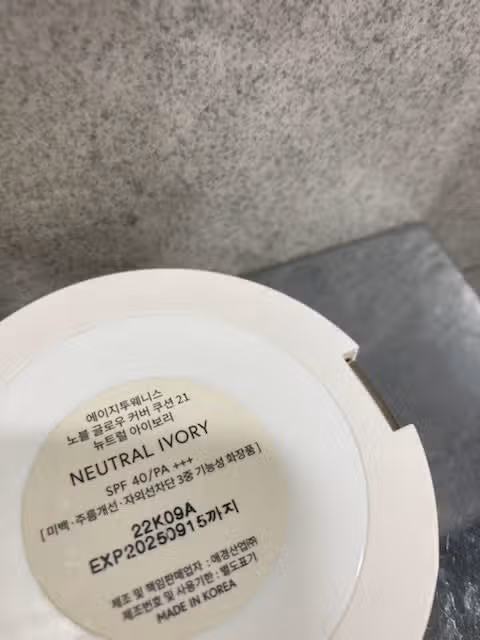 에이지투웨니스
노블 글로우 커버 쿠션 21
뉴트럴 아이보리
NEUTRAL IVORY
SPF 40/PA +++
[ 미백·주름개선·자외선차단 3중 기능성 화장품 ]
22K09A
EXP20250915까지
제조 및 책임판매업자 : 애경산업㈜
제조번호 및 사용기한 : 별도표기
MADE IN KOREA